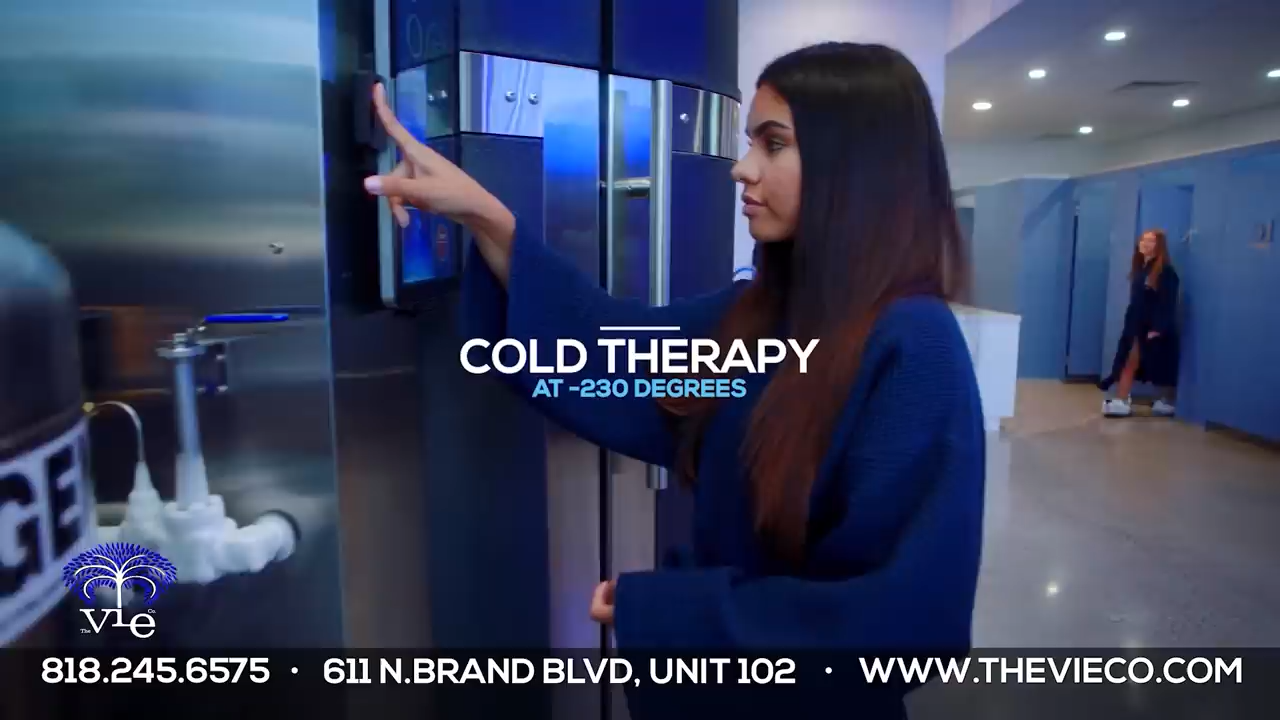 COLD THERAPY
AT -230 DEGREES
GE
The Vie Co.
818.245.6575 • 611 N.BRAND BLVD, UNIT 102 • WWW.THEVIECO.COM